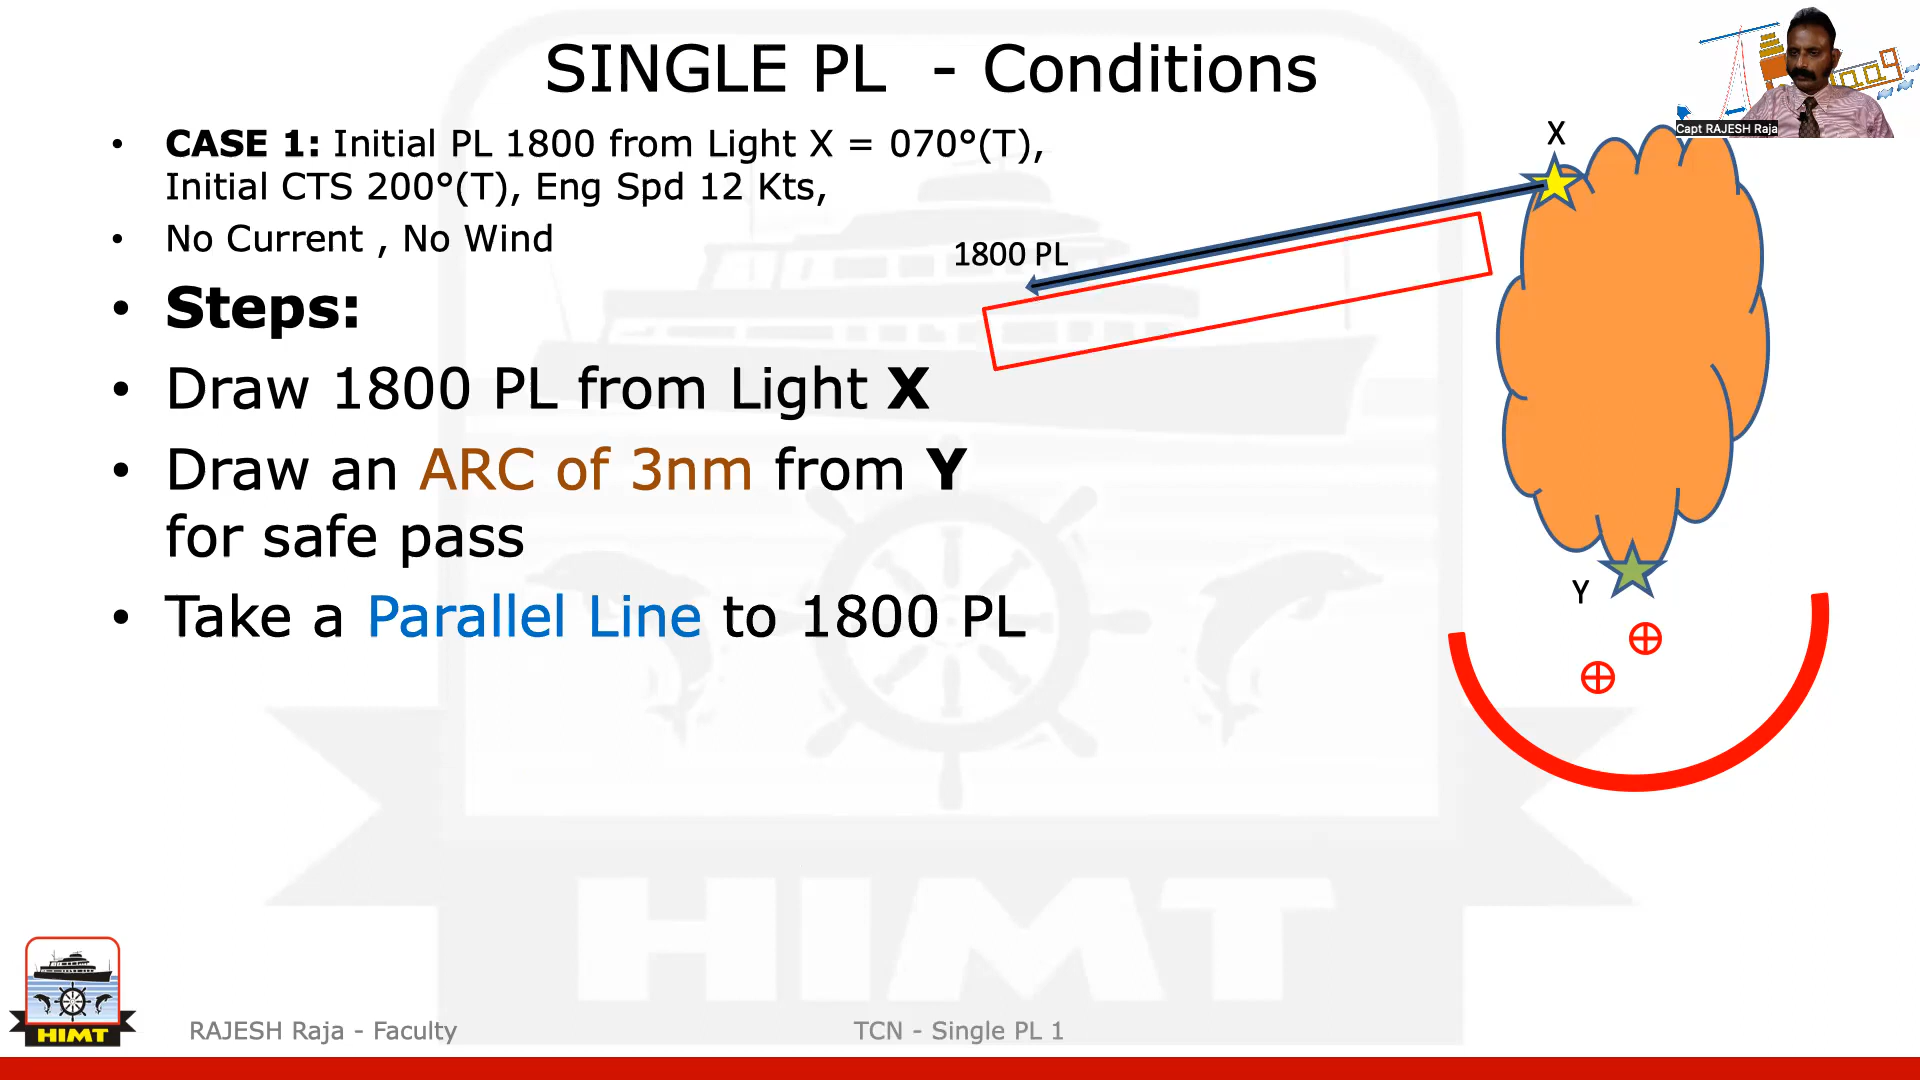 SINGLE PL - Conditions
• CASE 1: Initial PL 1800 from Light X = 070°(T),
Initial CTS 200°(T), Eng Spd 12 Kts,
• No Current , No Wind
• Steps:
• Draw 1800 PL from Light X
• Draw an ARC of 3nm from Y
for safe pass
• Take a Parallel Line to 1800 PL
X
1800 PL
Y
Capt RAJESH Raja
HIMT
HIMT
RAJESH Raja - Faculty
TCN - Single PL 1